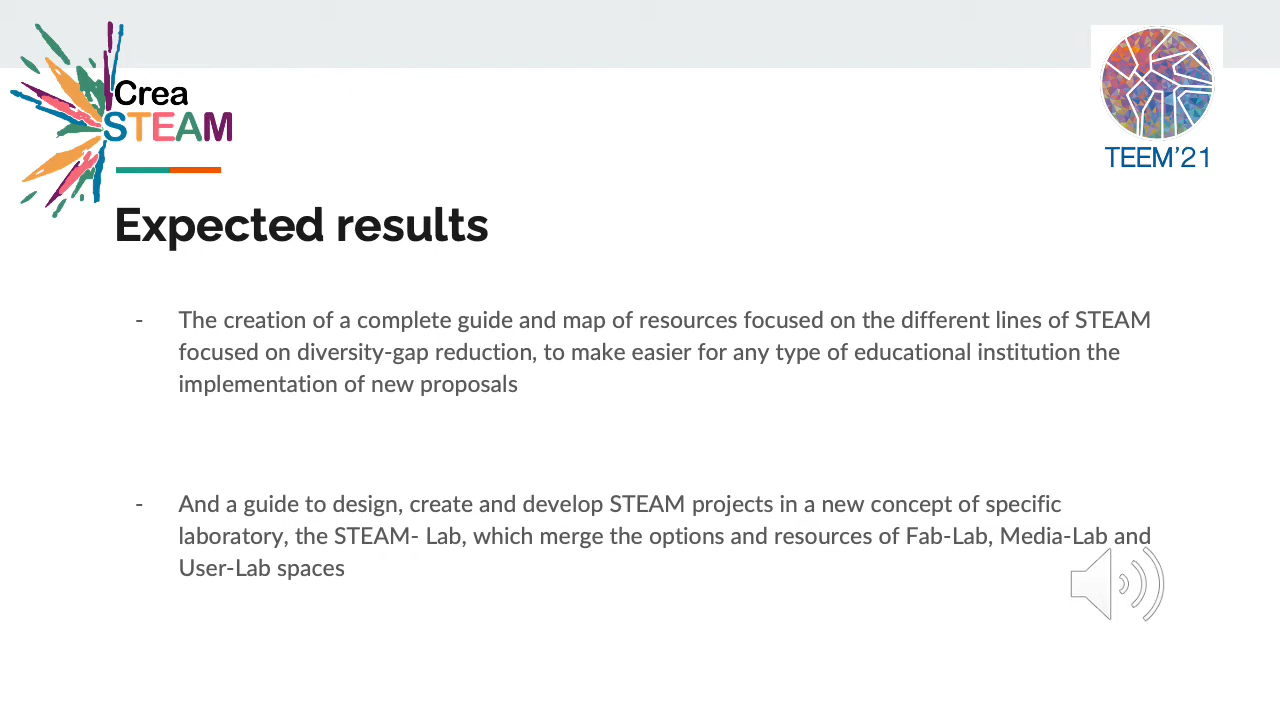 Crea
STEAM
TEEM'21
Expected results
- The creation of a complete guide and map of resources focused on the different lines of STEAM
focused on diversity-gap reduction, to make easier for any type of educational institution the
implementation of new proposals
- And a guide to design, create and develop STEAM projects in a new concept of specific
laboratory, the STEAM- Lab, which merge the options and resources of Fab-Lab, Media-Lab and
User-Lab spaces